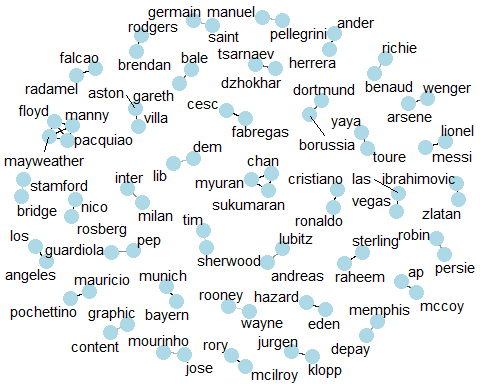 germain manuel
rodgers saint ander
pellegrini
falcao bale tsarnaev herrera richie
brendan
radamel aston gareth dzhokhar dortmund benaud wenger
floyd manny cesc arsene
villa yaya lionel
pacquiao fabregas borussia
mayweather dem chan toure messi
stamford inter lib myuran cristiano las ibrahimovic
bridge nico milan sukumaran vegas
rosberg tim ronaldo zlatan
los pep lubitz sterling robin
guardiola sherwood
angeles andreas raheem persie
mauricio munich ap
pochettino graphic bayern rooney hazard memphis mccoy
wayne eden
content mourinho rory jurgen depay
jose mcilroy klopp